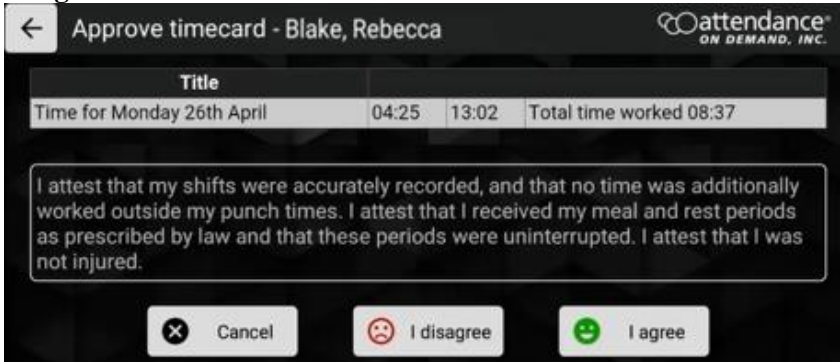 Approve timecard - Blake, Rebecca
attendance
ON DEMAND, INC.
Title
Time for Monday 26th April 04:25 13:02 Total time worked 08:37
I attest that my shifts were accurately recorded, and that no time was additionally
worked outside my punch times. I attest that I received my meal and rest periods
as prescribed by law and that these periods were uninterrupted. I attest that I was
not injured.
Cancel I disagree I agree